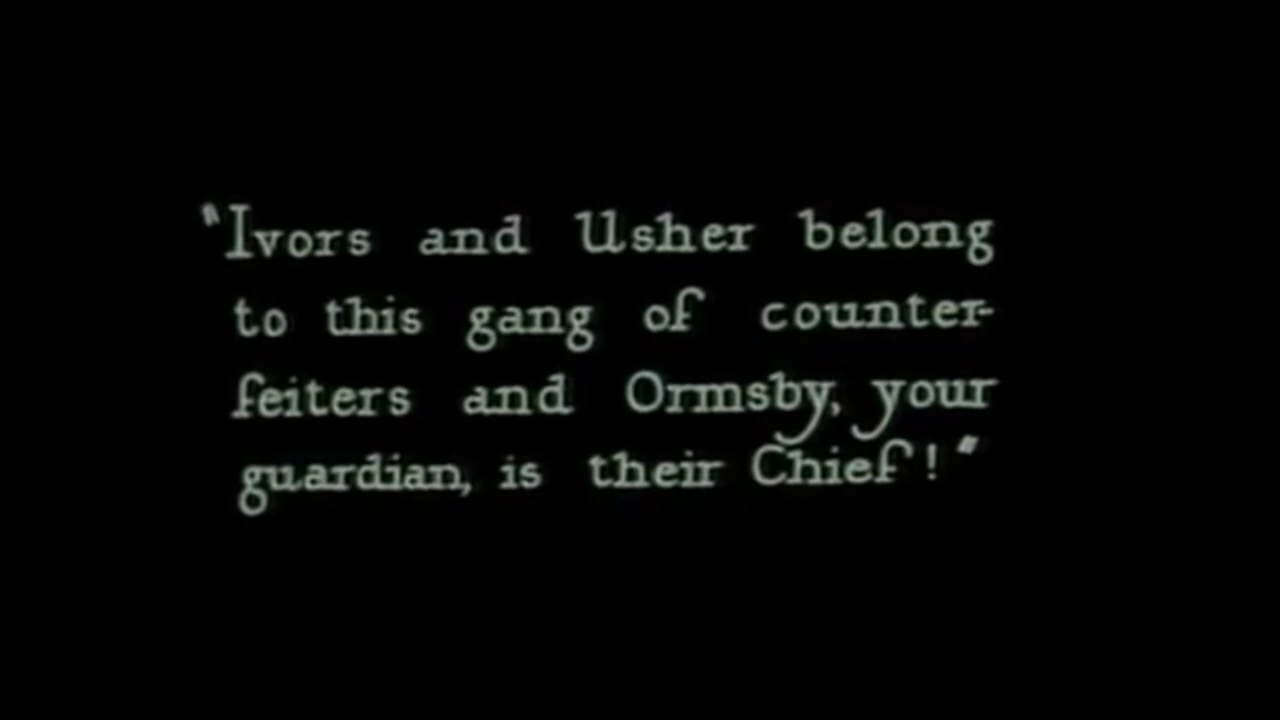 "Ivors and Usher belong
to this gang of counter-
feiters and Ormsby, your
guardian, is their Chief!"